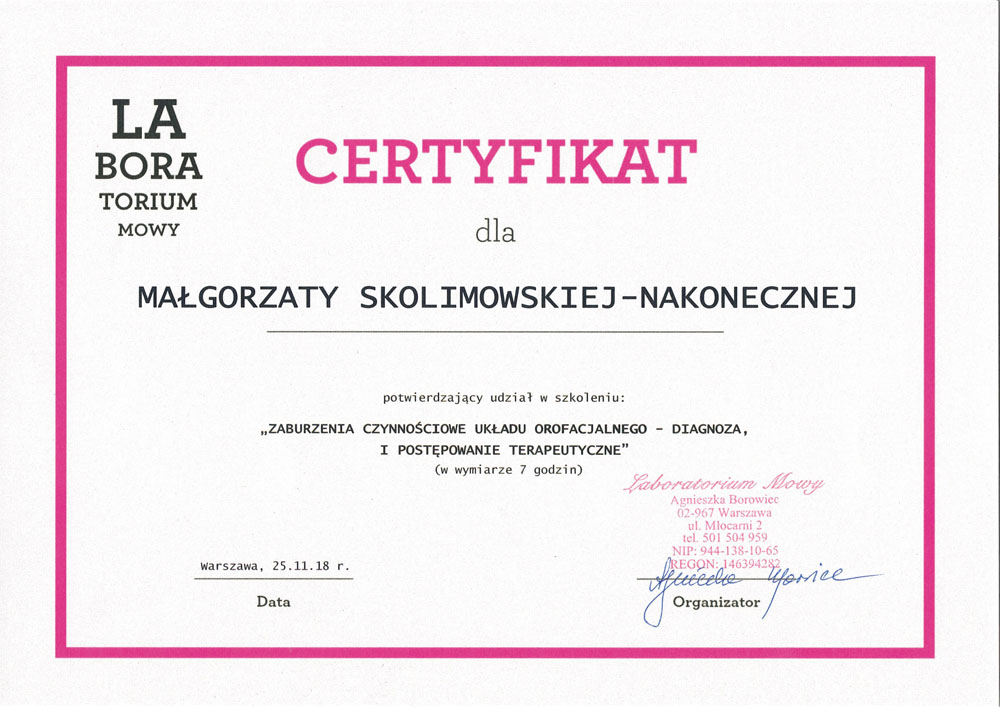 LA
BORA
TORIUM
MOWY
CERTYFIKAT
dla
MAŁGORZATY SKOLIMOWSKIEJ-NAKONECZNEJ
potwierdzający udział w szkoleniu:
„ZABURZENIA CZYNNOŚCIOWE UKŁADU OROFACJALNEGO - DIAGNOZA,
I POSTĘPOWANIE TERAPEUTYCZNE”
(w wymiarze 7 godzin)
Laboratorium Mowy
Agnieszka Borowiec
02-967 Warszawa
ul. Młocarni 2
tel. 501 504 959
NIP: 944-138-10-65
REGON: 146394282
Warszawa, 25.11.18 r.
Data
Organizator